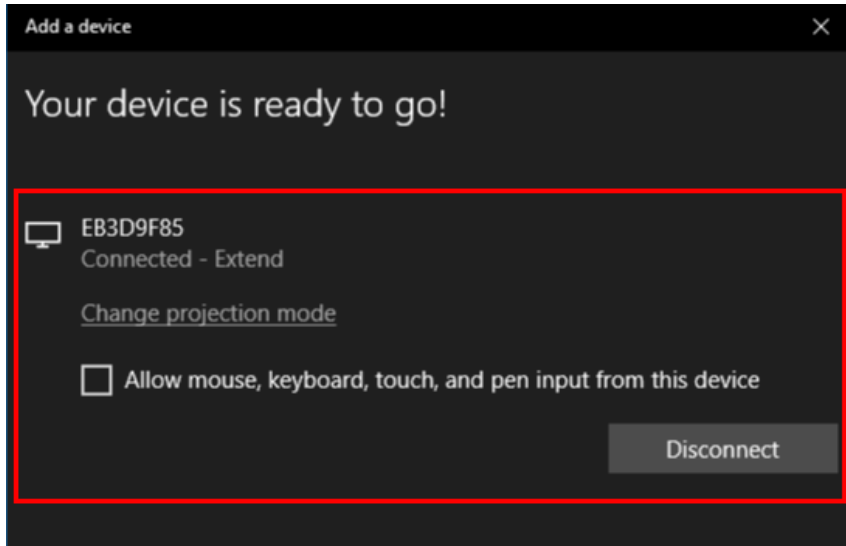 Add a device
Your device is ready to go!
EB3D9F85
Connected - Extend
Change projection mode
Allow mouse, keyboard, touch, and pen input from this device
Disconnect